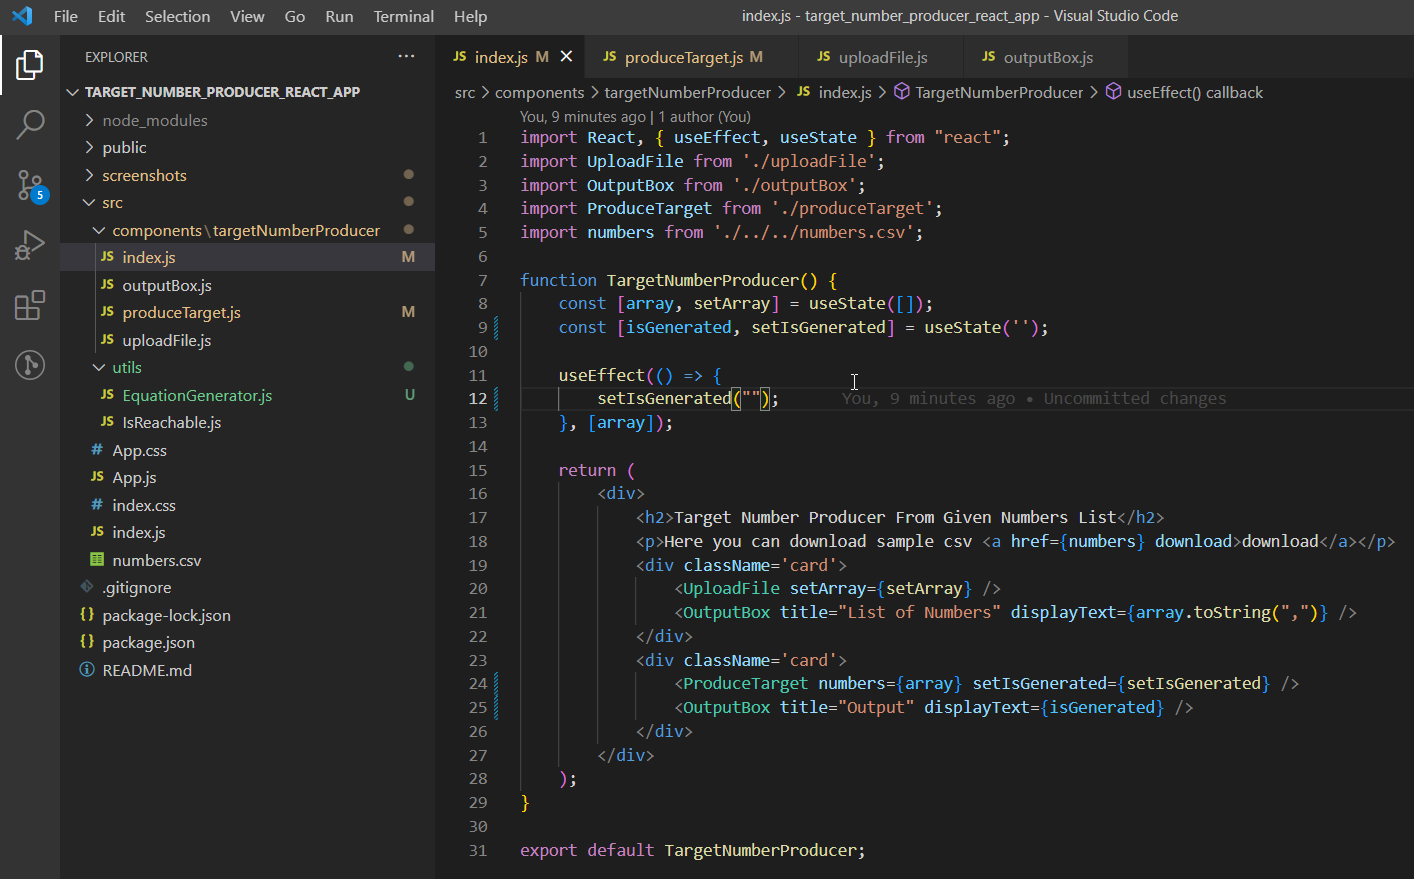 File Edit Selection View Go Run Terminal Help
index.js - target_number_producer_react_app - Visual Studio Code
EXPLORER ...
TARGET_NUMBER_PRODUCER_REACT_APP
node_modules
public
screenshots
src
components\targetNumberProducer
JS index.js M
JS outputBox.js
JS produceTarget.js M
JS uploadFile.js
utils
JS EquationGenerator.js U
JS IsReachable.js
# App.css
JS App.js
# index.css
JS index.js
numbers.csv
.gitignore
{} package-lock.json
{} package.json
README.md
5
JS index.js M
JS produceTarget.js M
JS uploadFile.js
JS outputBox.js
src > components > targetNumberProducer > JS index.js > TargetNumberProducer > useEffect() callback
You, 9 minutes ago | 1 author (You)
1 import React, { useEffect, useState } from "react";
2 import UploadFile from './uploadFile';
3 import OutputBox from './outputBox';
4 import ProduceTarget from './produceTarget';
5 import numbers from './../../numbers.csv';
6
7 function TargetNumberProducer() {
8     const [array, setArray] = useState([]);
9     const [isGenerated, setIsGenerated] = useState('');
10
11     useEffect(() => {
12         setIsGenerated(""); You, 9 minutes ago • Uncommitted changes
13     }, [array]);
14
15     return (
16         <div>
17             <h2>Target Number Producer From Given Numbers List</h2>
18             <p>Here you can download sample csv <a href={numbers} download>download</a></p>
19             <div className='card'>
20                 <UploadFile setArray={setArray} />
21                 <OutputBox title="List of Numbers" displayText={array.toString(",")} />
22             </div>
23             <div className='card'>
24                 <ProduceTarget numbers={array} setIsGenerated={setIsGenerated} />
25                 <OutputBox title="Output" displayText={isGenerated} />
26             </div>
27         </div>
28     );
29 }
30
31 export default TargetNumberProducer;